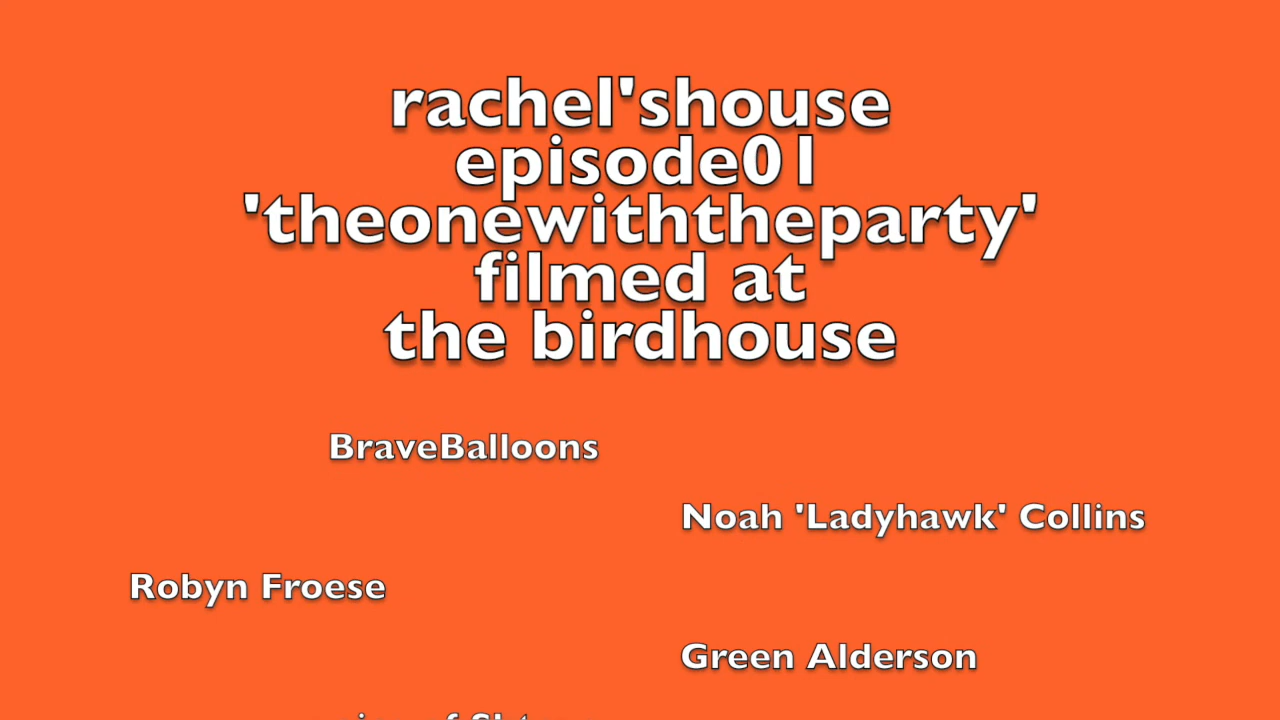 rachel'shouse
episode01
'theonewiththeparty'
filmed at
the birdhouse
BraveBalloons
Noah 'Ladyhawk' Collins
Robyn Froese
Green Alderson